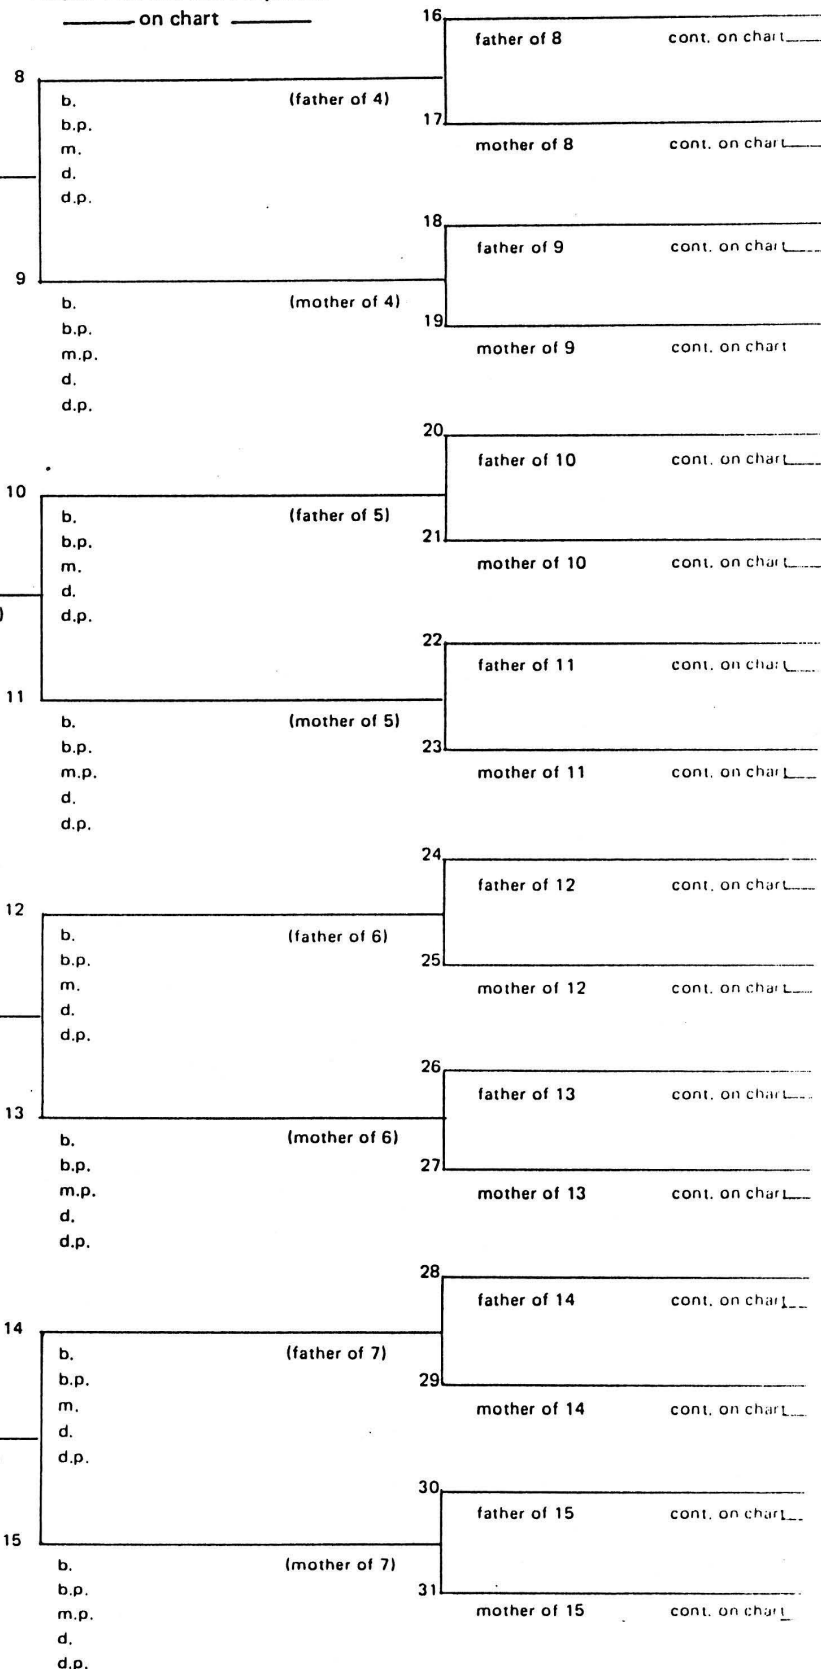 on chart
16
father of 8 cont. on chart
8
b. (father of 4)
b.p.
17
m.
mother of 8 cont. on chart
d.
d.p.
18
father of 9 cont. on chart
9
b. (mother of 4)
19
b.p.
mother of 9 cont. on chart
m.p.
d.
d.p.
20
father of 10 cont. on chart
10
b. (father of 5)
21
b.p.
m.
mother of 10 cont. on chart
d.
)
d.p.
22
father of 11 cont. on chart
11
b. (mother of 5)
23
b.p.
m.p.
mother of 11 cont. on chart
d.
d.p.
24
father of 12 cont. on chart
12
b. (father of 6)
25
b.p.
m.
mother of 12 cont. on chart
d.
d.p.
26
father of 13 cont. on chart
13
b. (mother of 6)
27
b.p.
m.p.
mother of 13 cont. on chart
d.
d.p.
28
father of 14 cont. on chart
14
b. (father of 7)
29
b.p.
m.
mother of 14 cont. on chart
d.
d.p.
30
father of 15 cont. on chart
15
b. (mother of 7)
31
b.p.
m.p.
mother of 15 cont. on chart
d.
d.p.